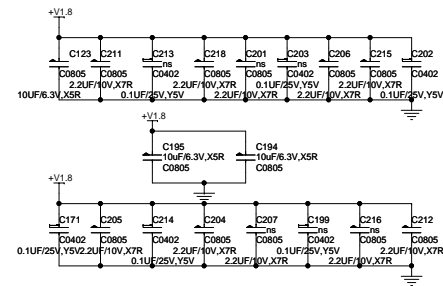 +V1.8
C123 C211 C213 C218 C201 C203 C206 C215 C202
ns ns
C0805 C0805 C0402 C0805 C0805 C0402 C0805 C0805 C0402
2.2UF/10V,X7R 2.2UF/10V,X7R 0.1UF/25V,Y5V 2.2UF/10V,X7R
10UF/6.3V,X5R 0.1UF/25V,Y5V 2.2UF/10V,X7R 2.2UF/10V,X7R 0.1UF/25V,Y5V
+V1.8
C195 C194
10uF/6.3V,X5R 10uF/6.3V,X5R
C0805 C0805
+V1.8
C171 C205 C214 C204 C207 C199 C216 C212
ns ns ns
C0402 C0805 C0402 C0805 C0805 C0402 C0805 C0805
0.1UF/25V,Y5V 2.2UF/10V,X7R 2.2UF/10V,X7R 0.1UF/25V,Y5V 2.2UF/10V,X7R
0.1UF/25V,Y5V 2.2UF/10V,X7R 2.2UF/10V,X7R